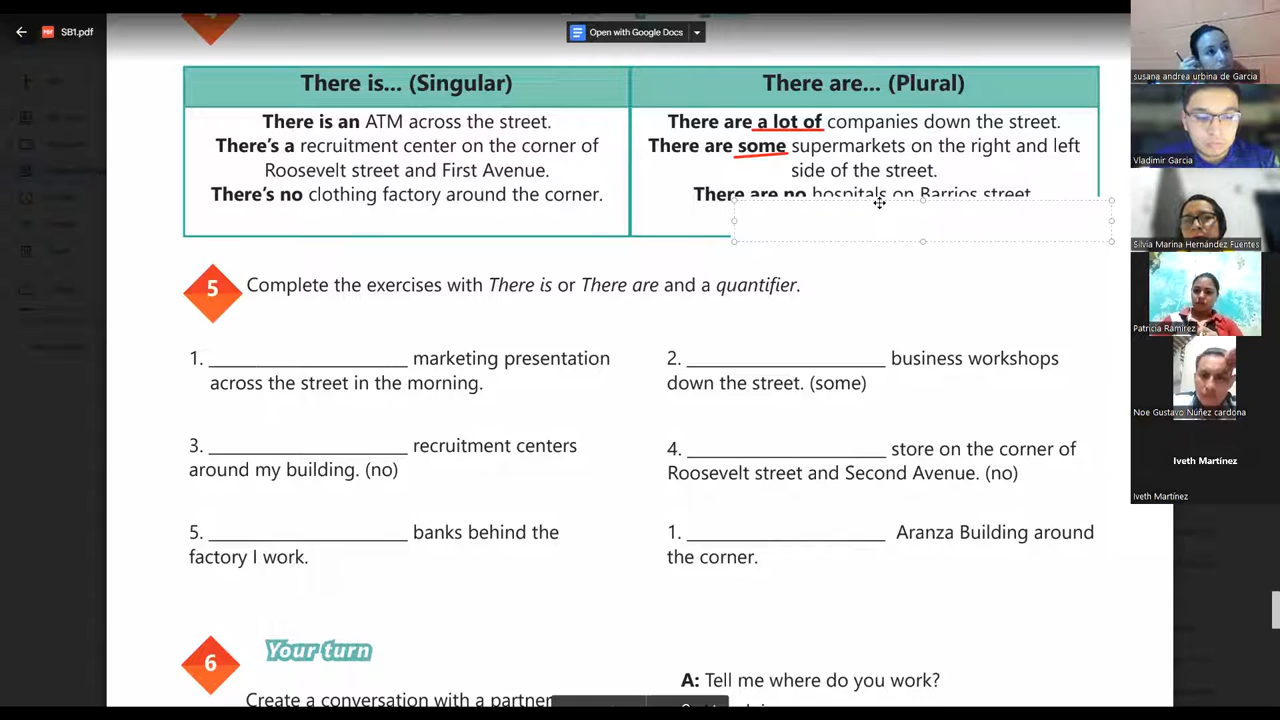 SB1.pdf
Open with Google Docs
There is... (Singular)
There are... (Plural)
There is an ATM across the street.
There's a recruitment center on the corner of
Roosevelt street and First Avenue.
There's no clothing factory around the corner.
There are a lot of companies down the street.
There are some supermarkets on the right and left
side of the street.
There are no hospitals on Barrios street
5
Complete the exercises with There is or There are and a quantifier.
1. ____________________ marketing presentation
across the street in the morning.
2. ____________________ business workshops
down the street. (some)
3. ____________________ recruitment centers
around my building. (no)
4. ____________________ store on the corner of
Roosevelt street and Second Avenue. (no)
5. ____________________ banks behind the
factory I work.
1. ____________________ Aranza Building around
the corner.
6
Your turn
Create a conversation with a partner
A: Tell me where do you work?
susana andrea urbina de Garcia
Vladimir Garcia
Silvia Marina Hernández Fuentes
Patricia Ramirez
Noe Gustavo Núñez cardona
Iveth Martínez
Iveth Martínez